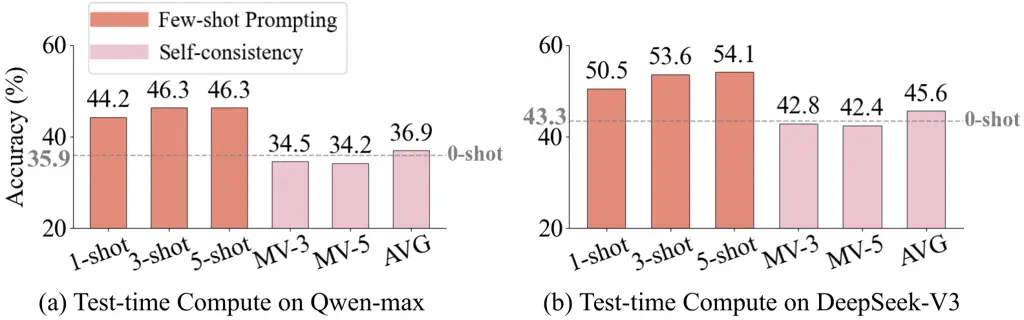 Few-shot Prompting
Self-consistency
Accuracy (%)
60
40
20
35.9
44.2
46.3
46.3
34.5
34.2
36.9
0-shot
1-shot
3-shot
5-shot
MV-3
MV-5
AVG
(a) Test-time Compute on Qwen-max
60
40
20
43.3
50.5
53.6
54.1
42.8
42.4
45.6
0-shot
1-shot
3-shot
5-shot
MV-3
MV-5
AVG
(b) Test-time Compute on DeepSeek-V3